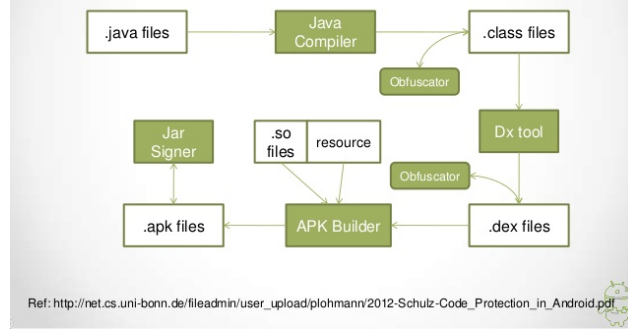 .java files
Java
Compiler
.class files
Obfuscator
Jar
Signer
.so
files
resource
Dx tool
Obfuscator
.apk files
APK Builder
.dex files
Ref: http://net.cs.uni-bonn.de/fileadmin/user_upload/plohmann/2012-Schulz-Code_Protection_in_Android.pdf